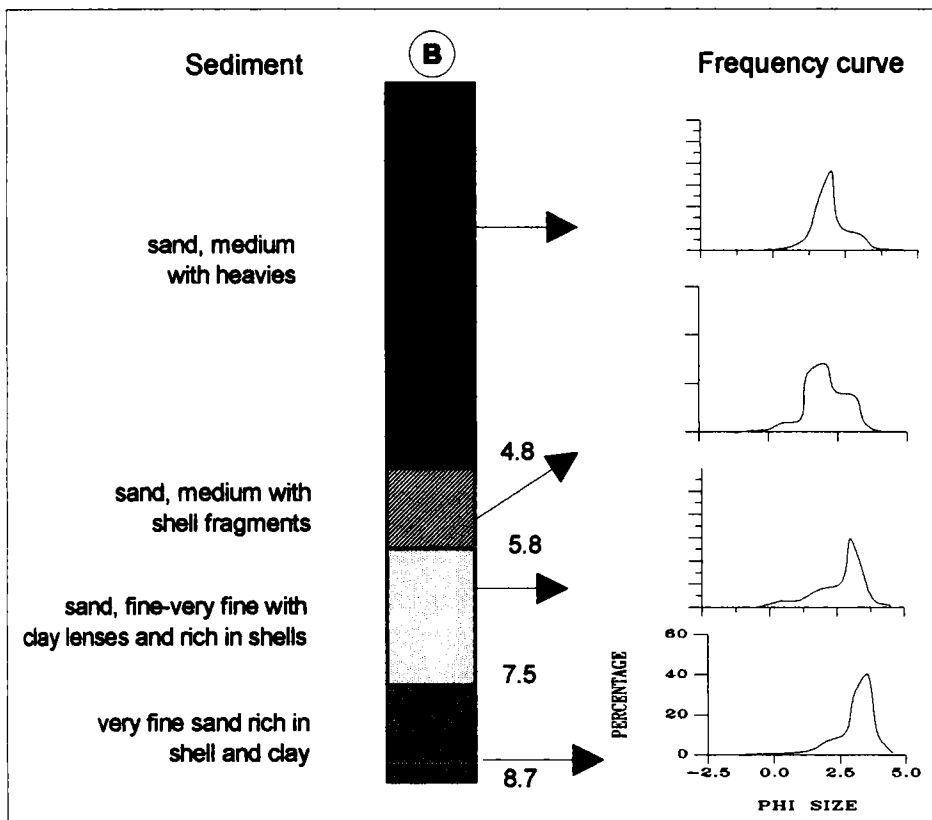 Sediment
B
Frequency curve
sand, medium
with heavies
4.8
sand, medium with
shell fragments
5.8
sand, fine-very fine with
clay lenses and rich in shells
7.5
very fine sand rich in
shell and clay
8.7
PERCENTAGE
60
40
20
0
-2.5
0.0
2.5
5.0
PHI SIZE